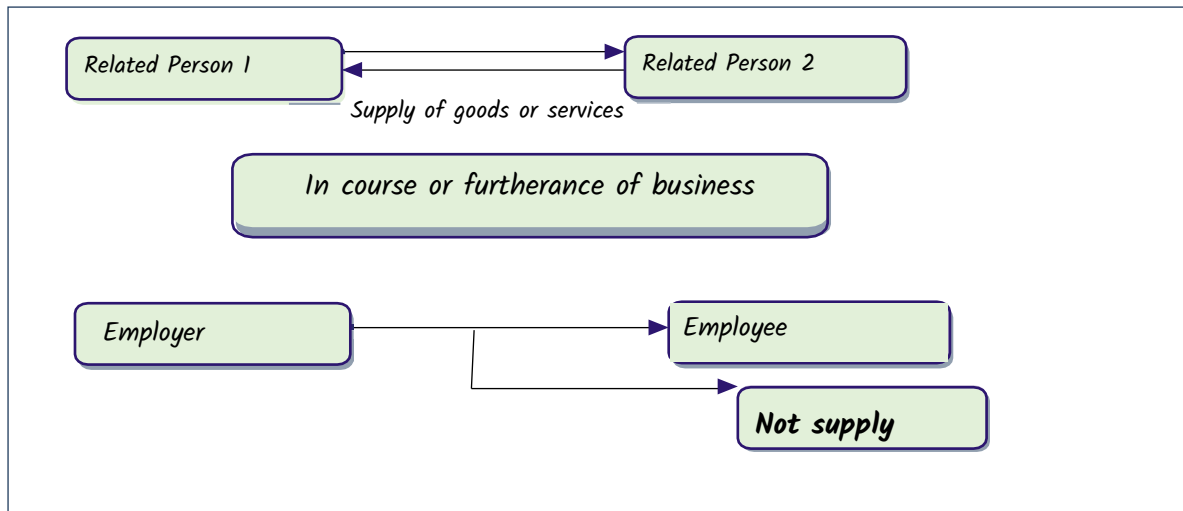 Related Person 1
Related Person 2
Supply of goods or services
In course or furtherance of business
Employer
Employee
Not supply